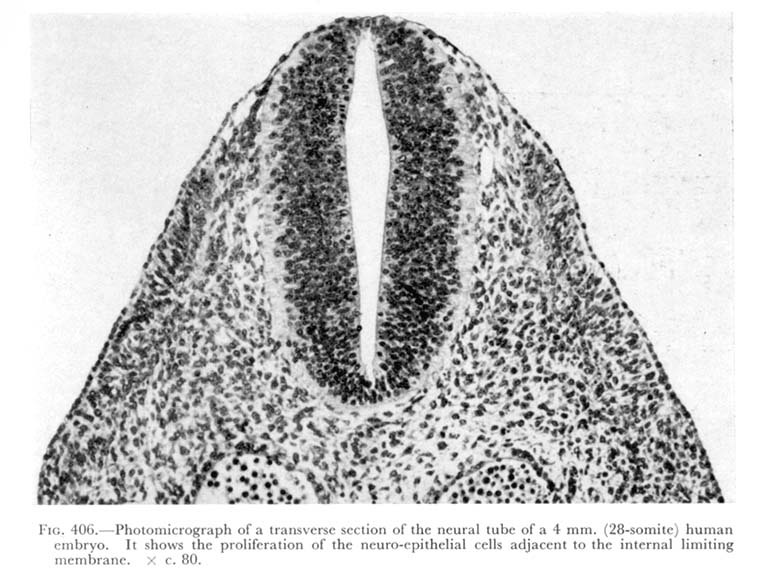 Fig. 406.—Photomicrograph of a transverse section of the neural tube of a 4 mm. (28-somite) human
embryo. It shows the proliferation of the neuro-epithelial cells adjacent to the internal limiting
membrane. × c. 80.